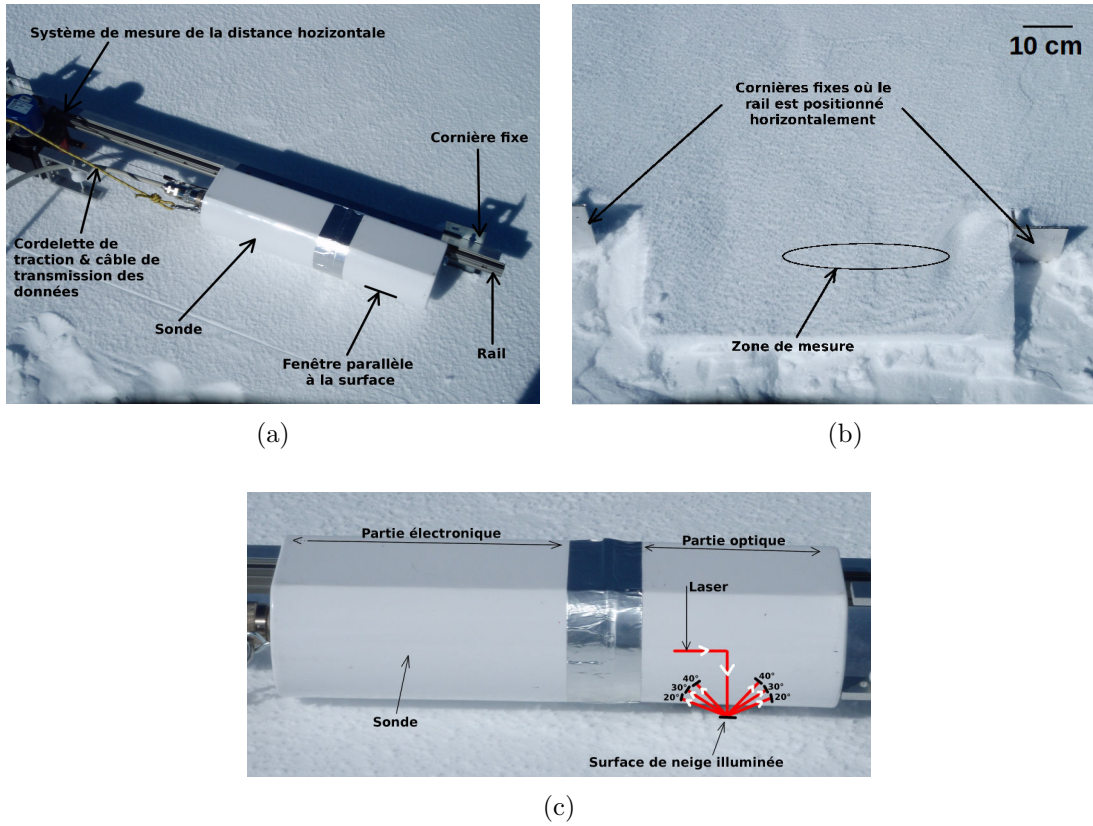 Système de mesure de la distance hozizontale
Cornière fixe
Cordelette de
traction & câble de
transmission des
données
Sonde
Fenêtre parallèle
à la surface
Rail
(a)
10 cm
Cornières fixes où le
rail est positionné
horizontalement
Zone de mesure
(b)
Partie électronique
Partie optique
Laser
40°
30°
20°
40°
30°
20°
Sonde
Surface de neige illuminée
(c)